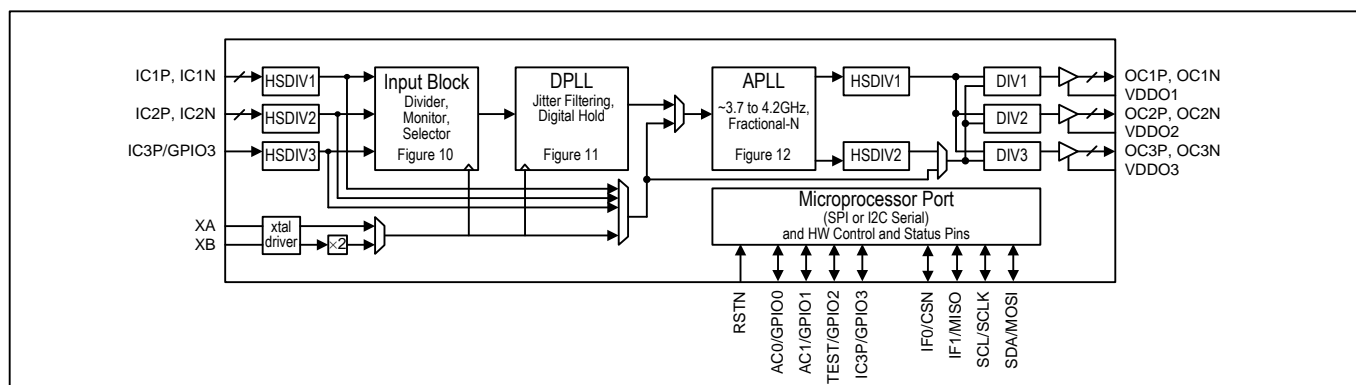 IC1P, IC1N
IC2P, IC2N
IC3P/GPIO3
XA
XB
HSDIV1
HSDIV2
HSDIV3
xtal
driver
×2
Input Block
Divider,
Monitor,
Selector
Figure 10
DPLL
Jitter Filtering,
Digital Hold
Figure 11
APLL
~3.7 to 4.2GHz,
Fractional-N
Figure 12
HSDIV1
HSDIV2
DIV1
DIV2
DIV3
OC1P, OC1N
VDDO1
OC2P, OC2N
VDDO2
OC3P, OC3N
VDDO3
Microprocessor Port
(SPI or I2C Serial)
and HW Control and Status Pins
RSTN
AC0/GPIO0
AC1/GPIO1
TEST/GPIO2
IC3P/GPIO3
IF0/CSN
IF1/MISO
SCL/SCLK
SDA/MOSI